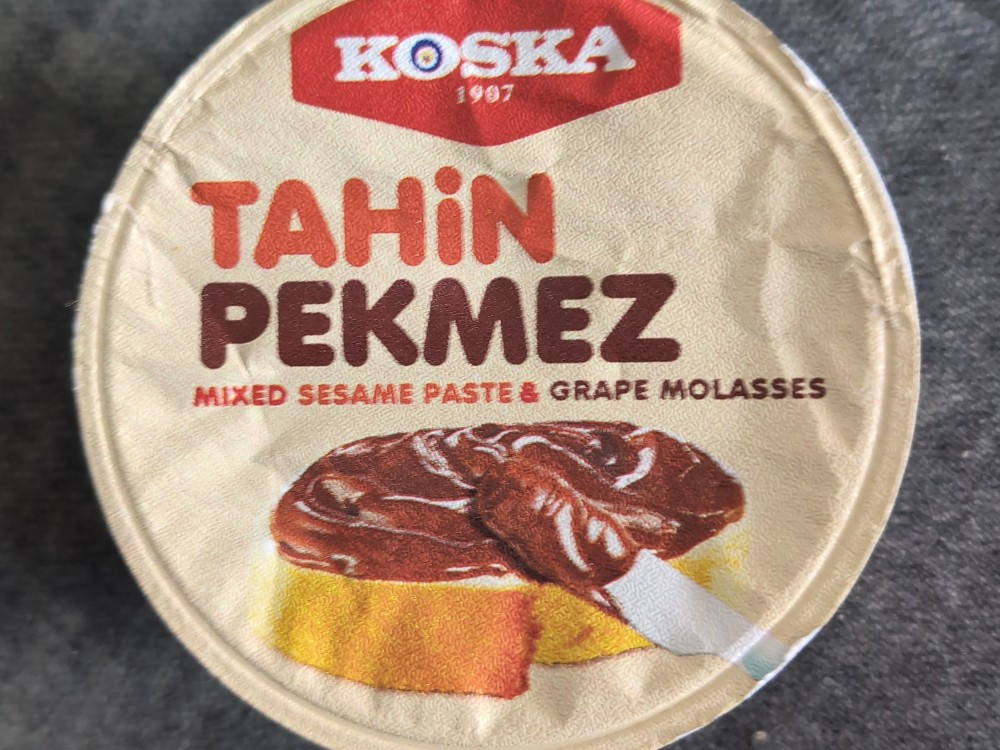 KOSKA
1907
TAHiN
PEKMEZ
MIXED SESAME PASTE & GRAPE MOLASSES